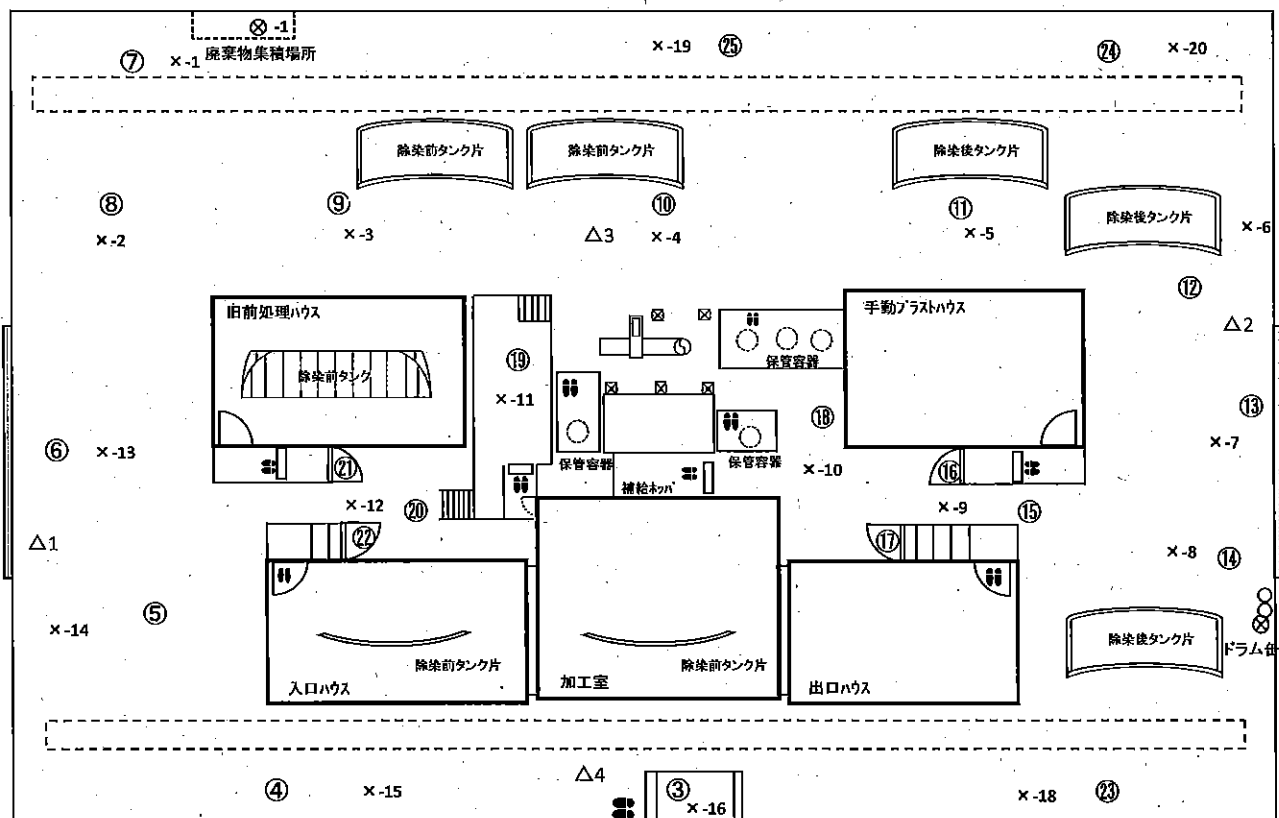 ⊗ -1
廃棄物集積場所
⑦ ×-1
×-19 ㉕
㉔ ×-20
除染前タンク片
除染前タンク片
除染後タンク片
除染後タンク片
⑧
×-2
⑨
×-3
△3
⑩
×-4
⑪
×-5
×-6
⑫
△2
旧前処理ハウス
除染前タンク
⑲
×-11
保管容器
手動ブラストハウス
⑱
⑬
×-7
⑥ ×-13
㉑
保管容器
保管容器
補給ホッパ
×-10
⑯
×-12 ⑳
×-9 ⑮
△1
㉒
⑰
×-8 ⑭
⑤
×-14
除染前タンク片
入口ハウス
除染前タンク片
加工室
出口ハウス
除染後タンク片
ドラム缶
④ ×-15
△4
③
×-16
×-18 ㉓